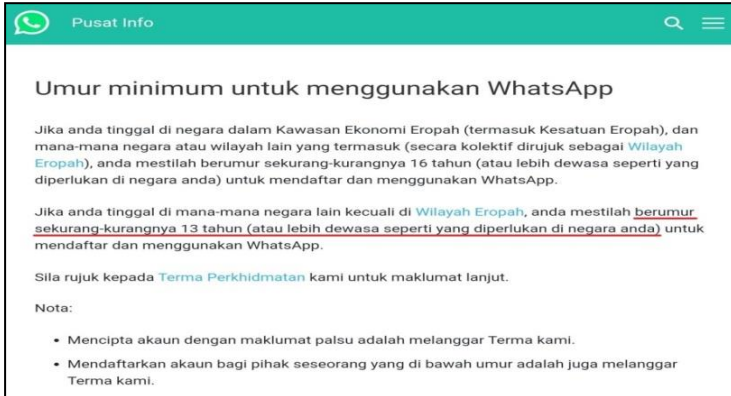 Pusat Info
Umur minimum untuk menggunakan WhatsApp
Jika anda tinggal di negara dalam Kawasan Ekonomi Eropah (termasuk Kesatuan Eropah), dan
mana-mana negara atau wilayah lain yang termasuk (secara kolektif dirujuk sebagai Wilayah
Eropah), anda mestilah berumur sekurang-kurangnya 16 tahun (atau lebih dewasa seperti yang
diperlukan di negara anda) untuk mendaftar dan menggunakan WhatsApp.
Jika anda tinggal di mana-mana negara lain kecuali di Wilayah Eropah, anda mestilah berumur
sekurang-kurangnya 13 tahun (atau lebih dewasa seperti yang diperlukan di negara anda) untuk
mendaftar dan menggunakan WhatsApp.
Sila rujuk kepada Terma Perkhidmatan kami untuk maklumat lanjut.
Nota:
• Mencipta akaun dengan maklumat palsu adalah melanggar Terma kami.
• Mendaftarkan akaun bagi pihak seseorang yang di bawah umur adalah juga melanggar
Terma kami.